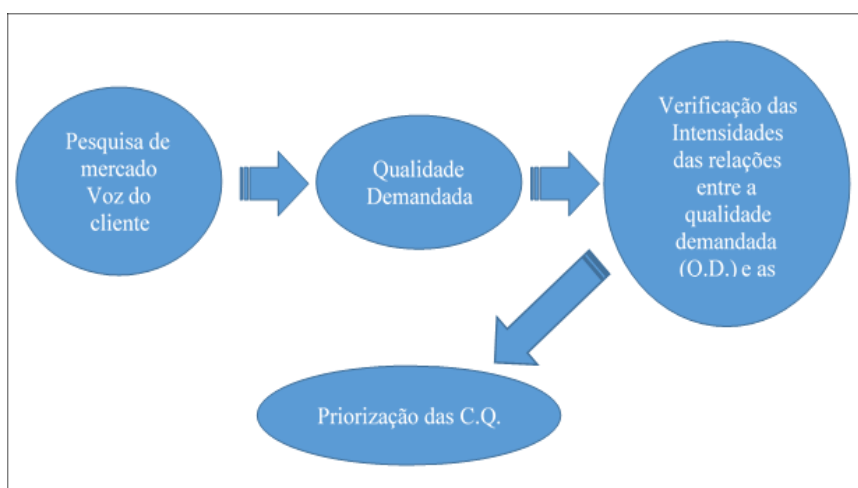 Pesquisa de
mercado
Voz do
cliente
Qualidade
Demandada
Verificação das
Intensidades
das relações
entre a
qualidade
demandada
(Q.D.) e as
Priorização das C.Q.